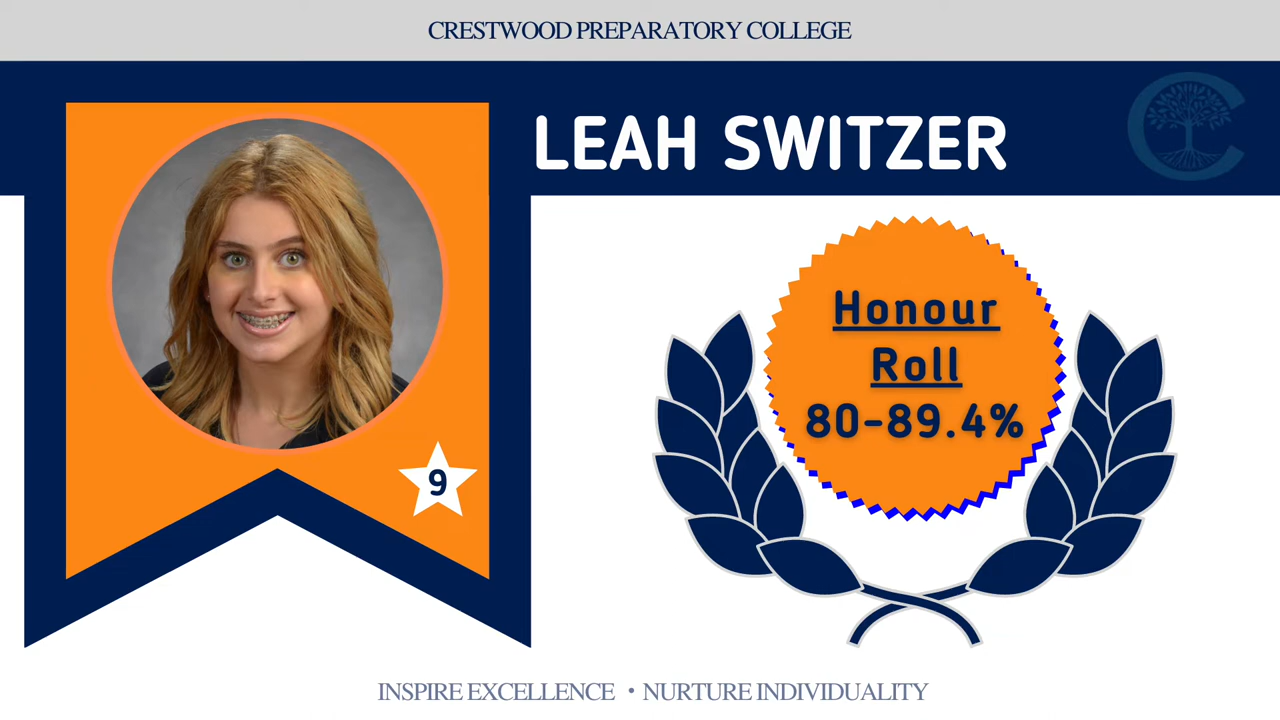 CRESTWOOD PREPARATORY COLLEGE
LEAH SWITZER
Honour
Roll
80-89.4%
9
INSPIRE EXCELLENCE • NURTURE INDIVIDUALITY